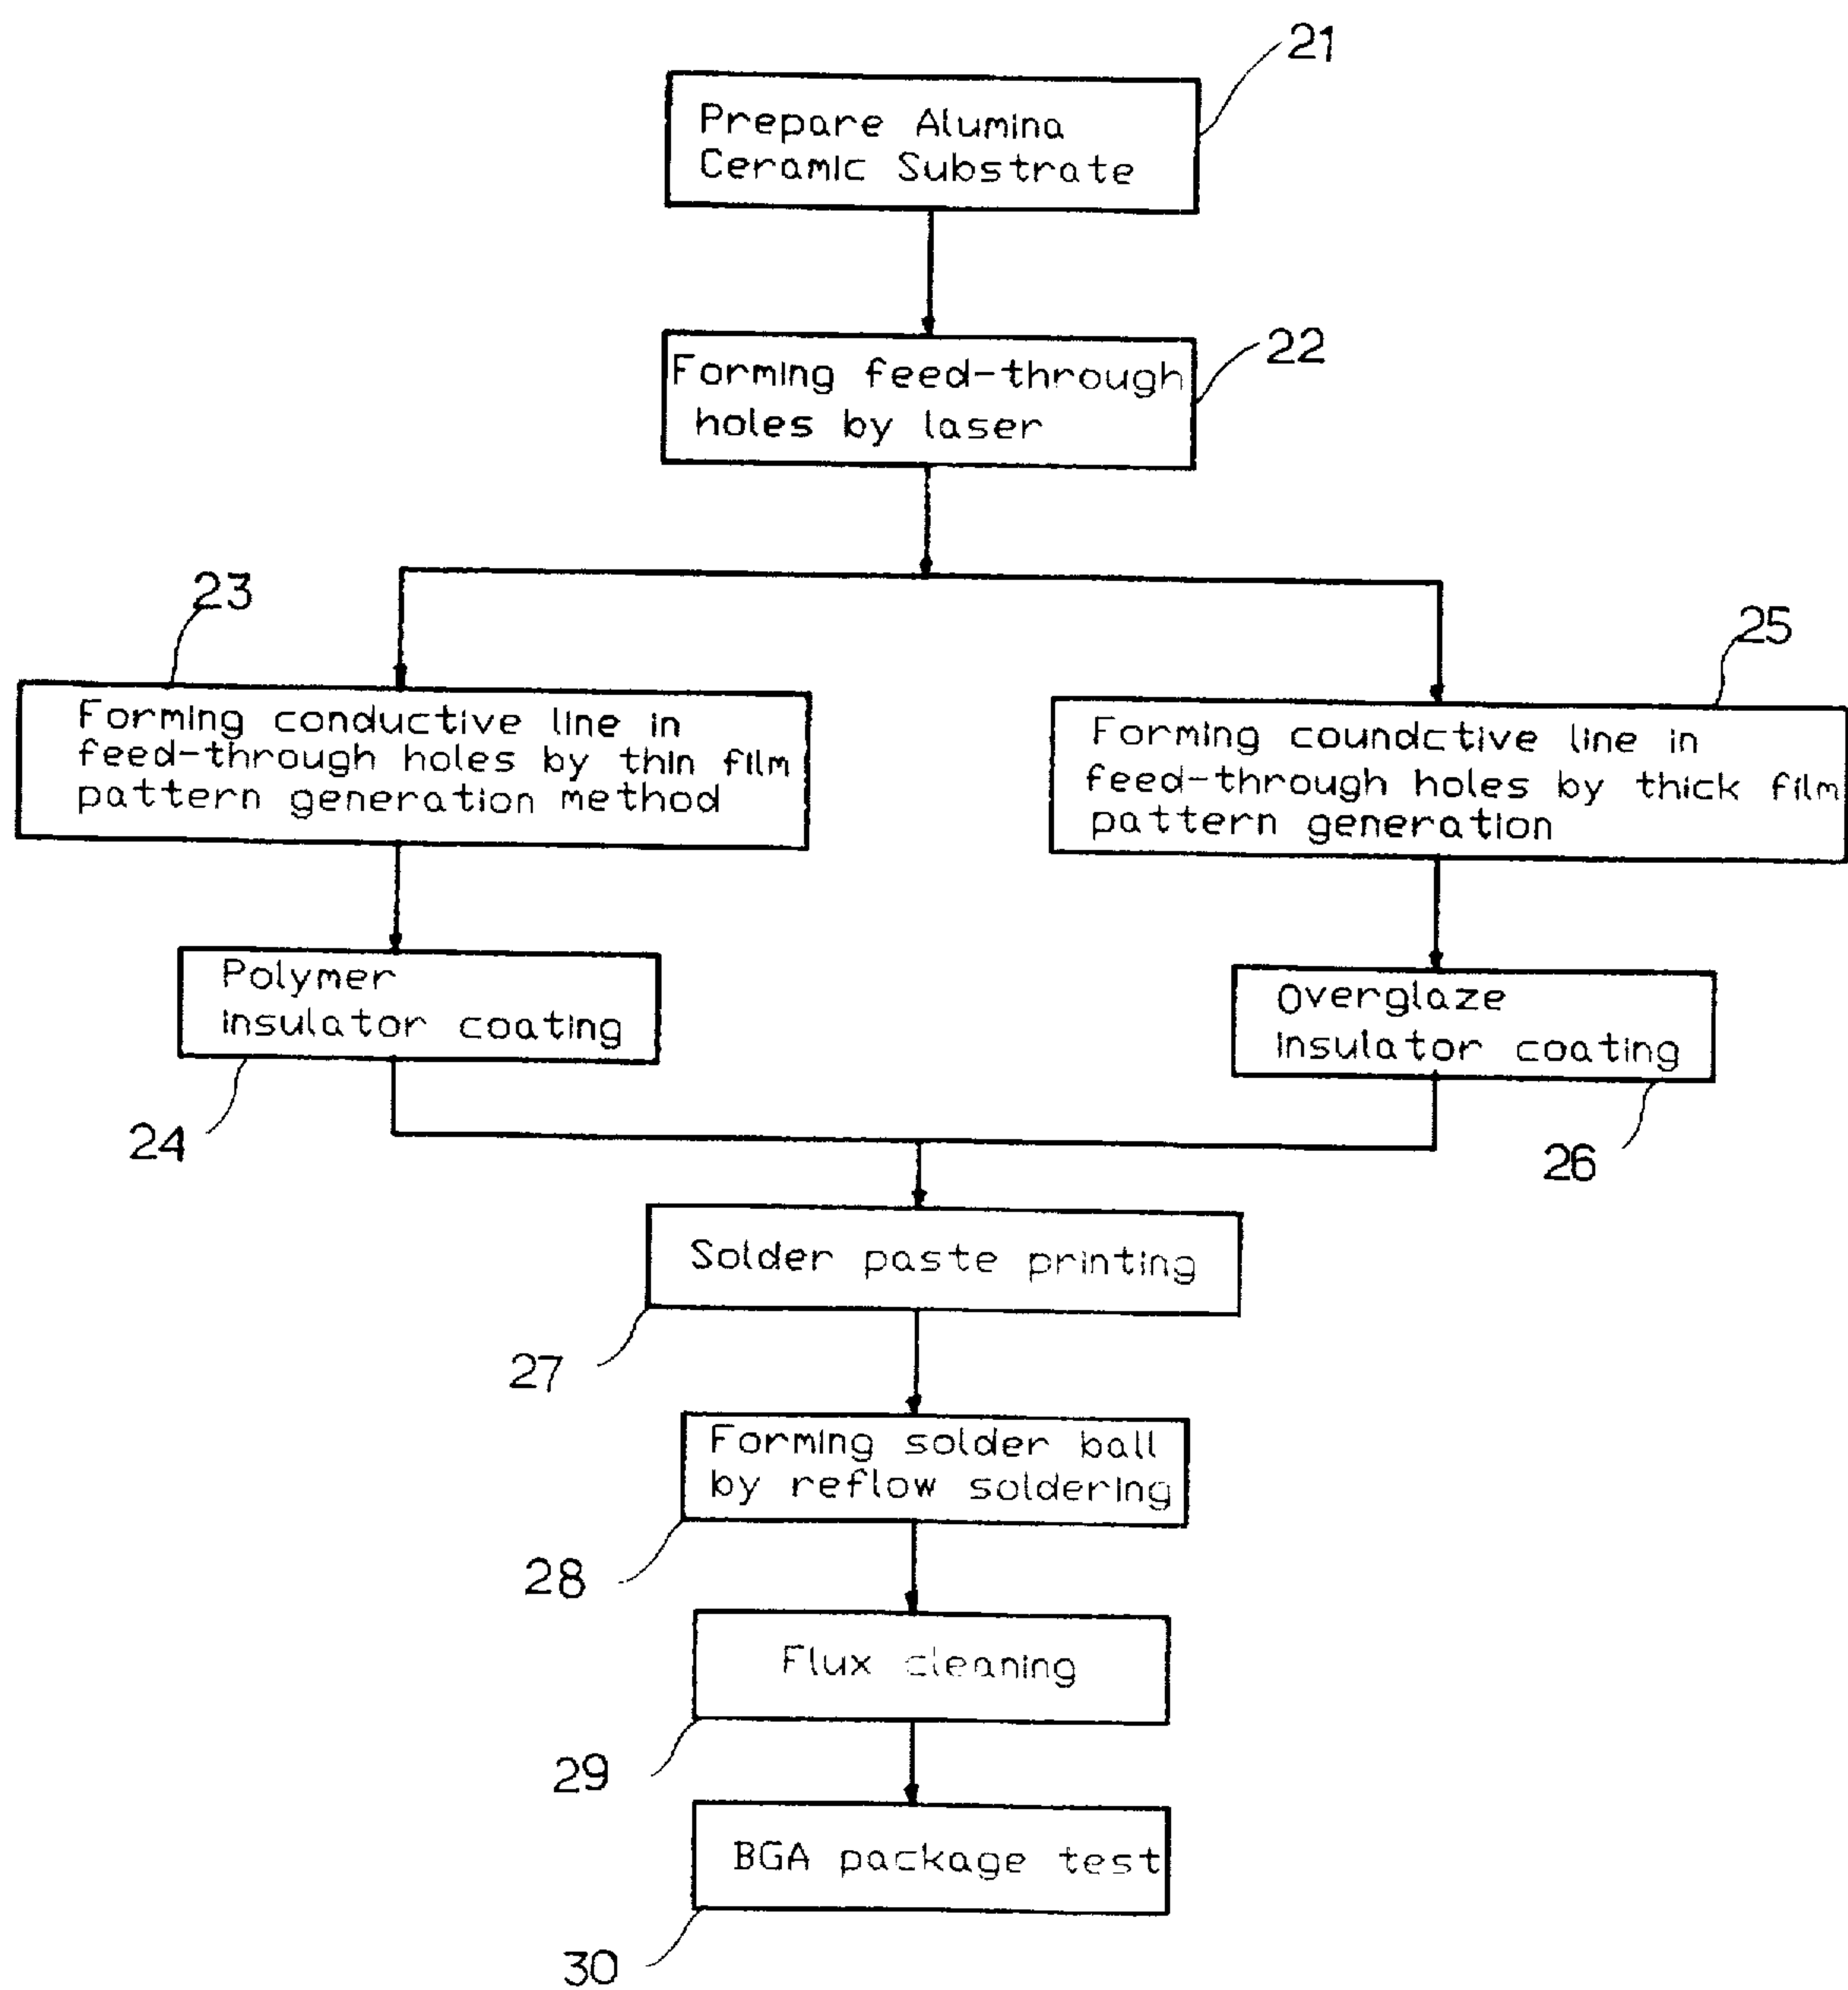 21
Prepare Alumina
Ceramic Substrate
22
Forming feed-through
holes by laser
23
Forming conductive line in
feed-through holes by thin film
pattern generation method
25
Forming coundctive line in
feed-through holes by thick film
pattern generation
Polymer
insulator coating
24
Overglaze
insulator coating
26
Solder paste printing
27
Forming solder ball
by reflow soldering
28
Flux cleaning
29
BGA package test
30